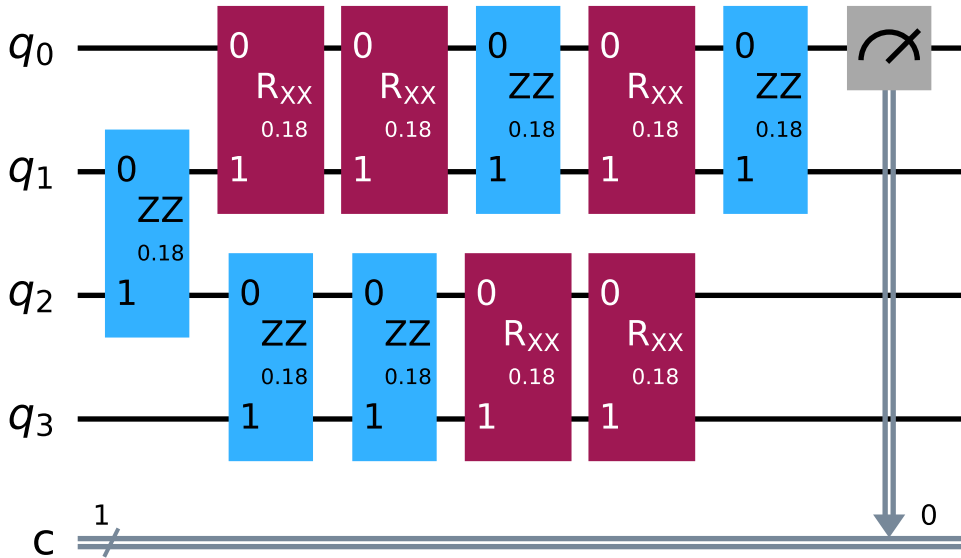 q0 0 0 0 0 0
RXX RXX ZZ RXX ZZ
0.18 0.18 0.18 0.18 0.18
q1 0 1 1 1 1 1
ZZ
0.18
q2 1 0 0 0 0
ZZ ZZ RXX RXX
0.18 0.18 0.18 0.18
q3 1 1 1 1
1 0
c